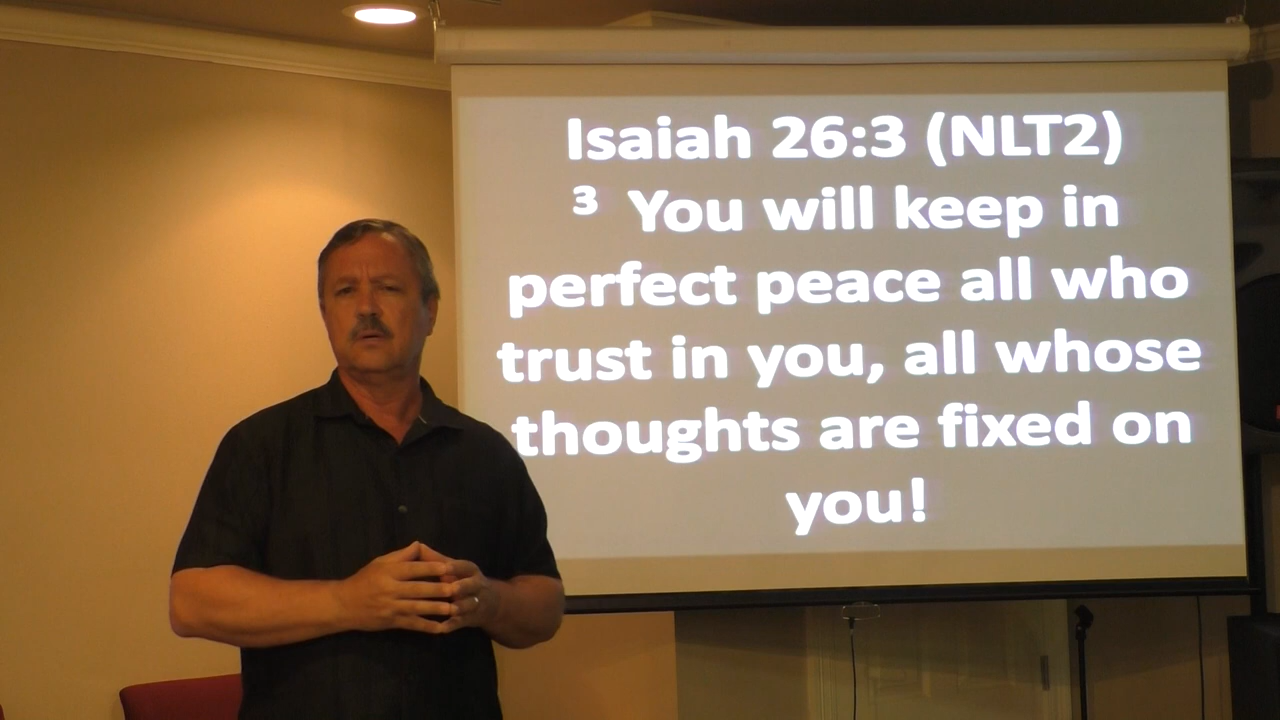 Isaiah 26:3 (NLT2)
³ You will keep in
perfect peace all who
trust in you, all whose
thoughts are fixed on
you!